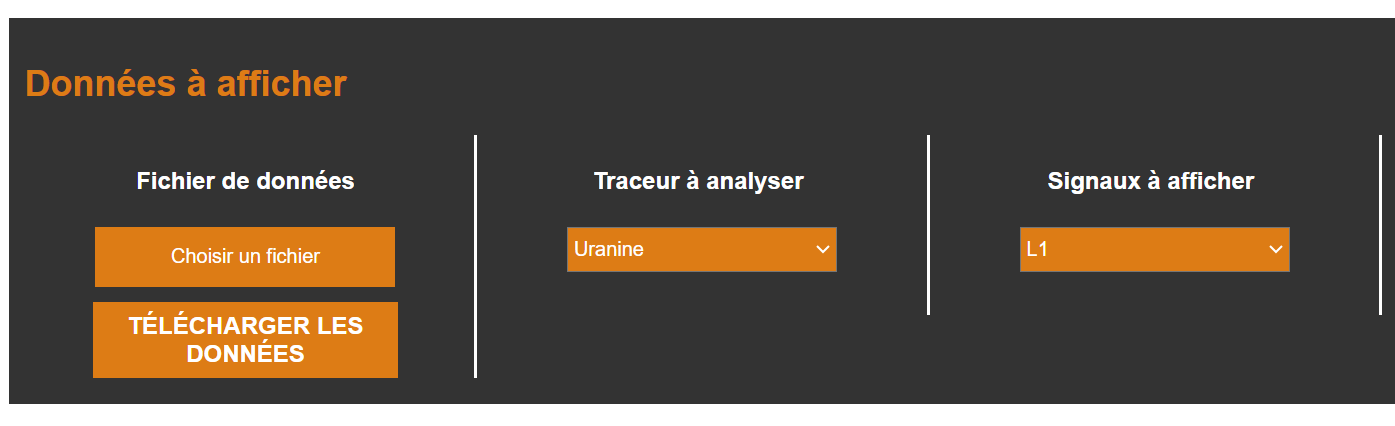 Données à afficher
Fichier de données
Choisir un fichier
TÉLÉCHARGER LES
DONNÉES
Traceur à analyser
Uranine
Signaux à afficher
L1